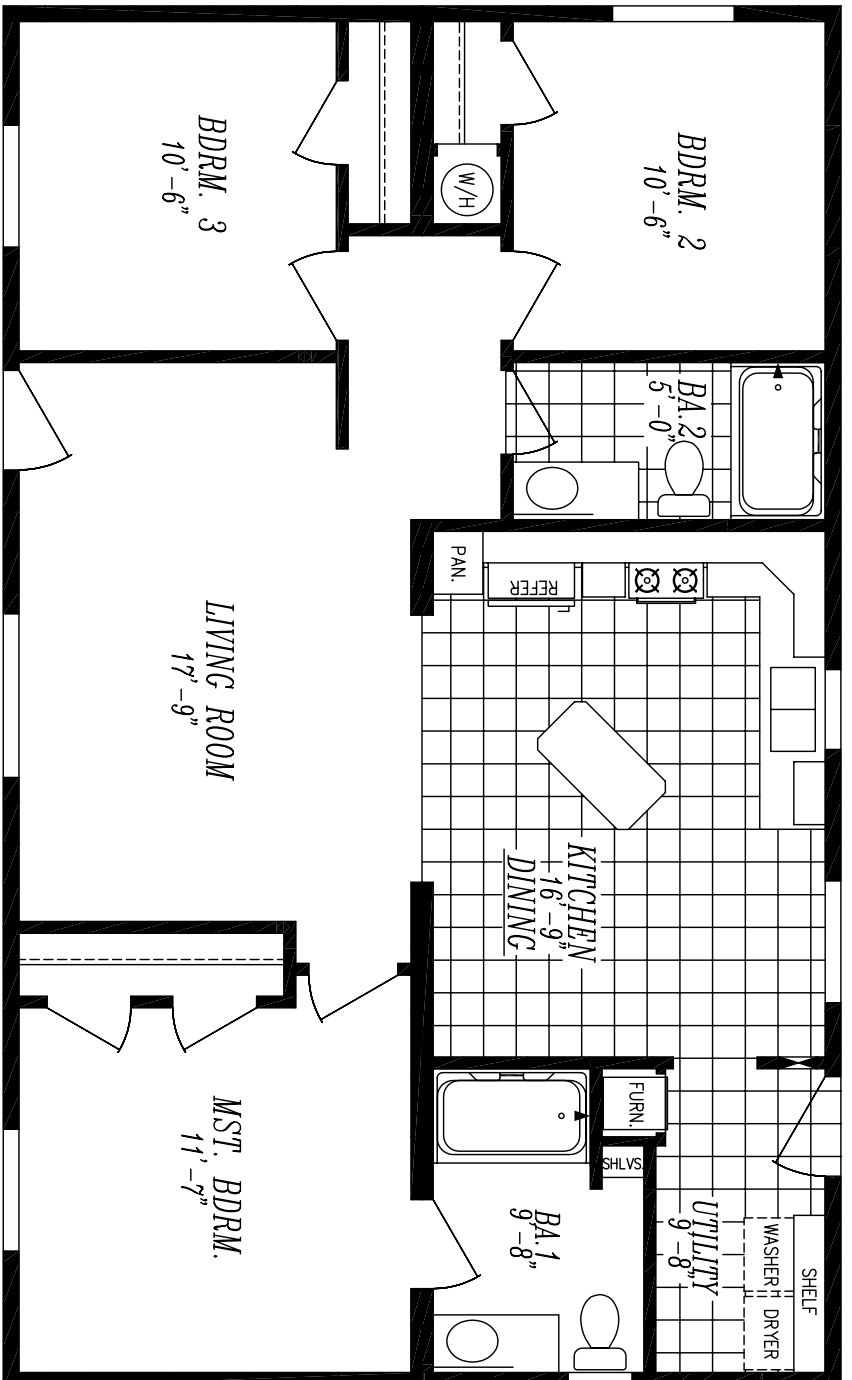 BDRM. 2
10'-6"
W/H
BDRM. 3
10'-6"
BA.2
5'-0"
PAN.
REFER
KITCHEN
16'-9"
DINING
LIVING ROOM
17'-9"
FURN.
SHLVS.
UTILITY
9'-8"
SHELF
WASHER
DRYER
BA.1
9'-8"
MST. BDRM.
11'-7"